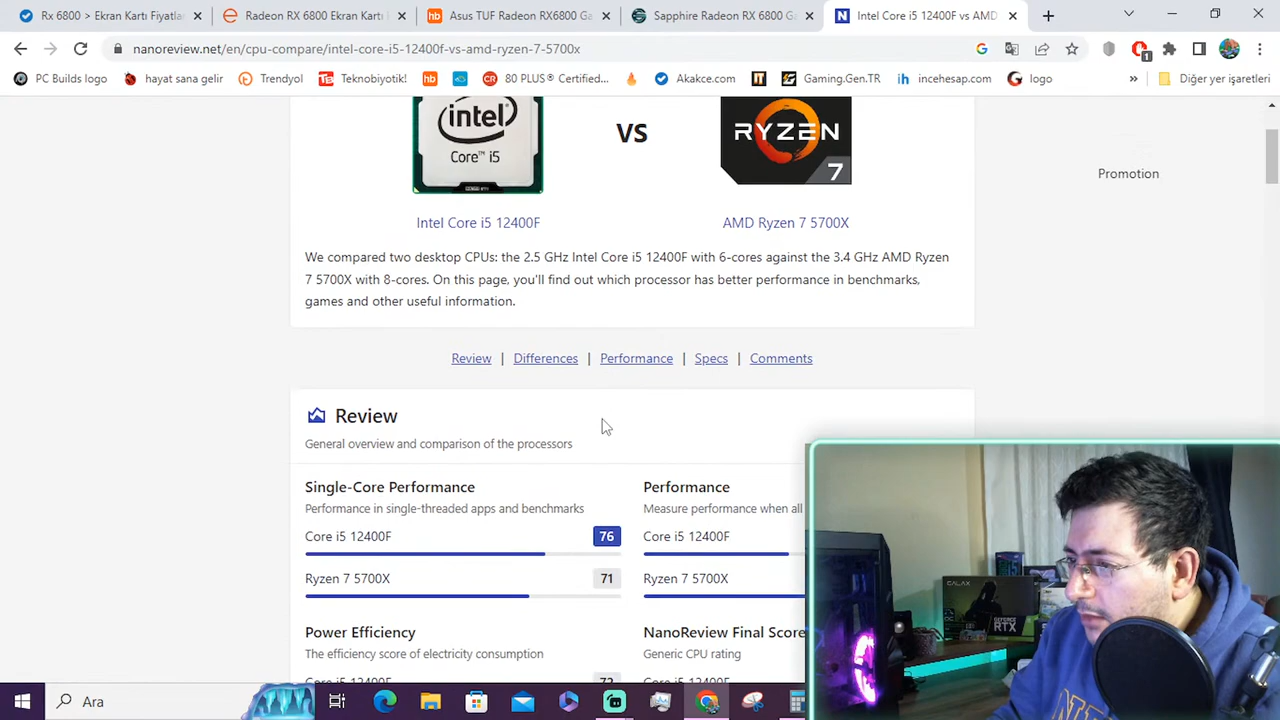 Rx 6800 > Ekran Kartı Fiyatlar
Radeon RX 6800 Ekran Kartı
Asus TUF Radeon RX6800 Ga
Sapphire Radeon RX 6800 G
Intel Core i5 12400F vs AMD
nanoreview.net/en/cpu-compare/intel-core-i5-12400f-vs-amd-ryzen-7-5700x
PC Builds logo
hayat sana gelir
Trendyol
Teknobiyotik!
80 PLUS® Certified...
Akakce.com
Gaming.Gen.TR
incehesap.com
logo
»
Diğer yer işaretleri
intel
CORE™ i5
VS
RYZEN
7
Promotion
Intel Core i5 12400F
AMD Ryzen 7 5700X
We compared two desktop CPUs: the 2.5 GHz Intel Core i5 12400F with 6-cores against the 3.4 GHz AMD Ryzen
7 5700X with 8-cores. On this page, you'll find out which processor has better performance in benchmarks,
games and other useful information.
Review | Differences | Performance | Specs | Comments
Review
General overview and comparison of the processors
Single-Core Performance
Performance in single-threaded apps and benchmarks
Core i5 12400F
76
Ryzen 7 5700X
71
Performance
Measure performance when all
Core i5 12400F
Ryzen 7 5700X
Power Efficiency
The efficiency score of electricity consumption
NanoReview Final Score
Generic CPU rating
GALAX
GEFORCE
RTX
Ara